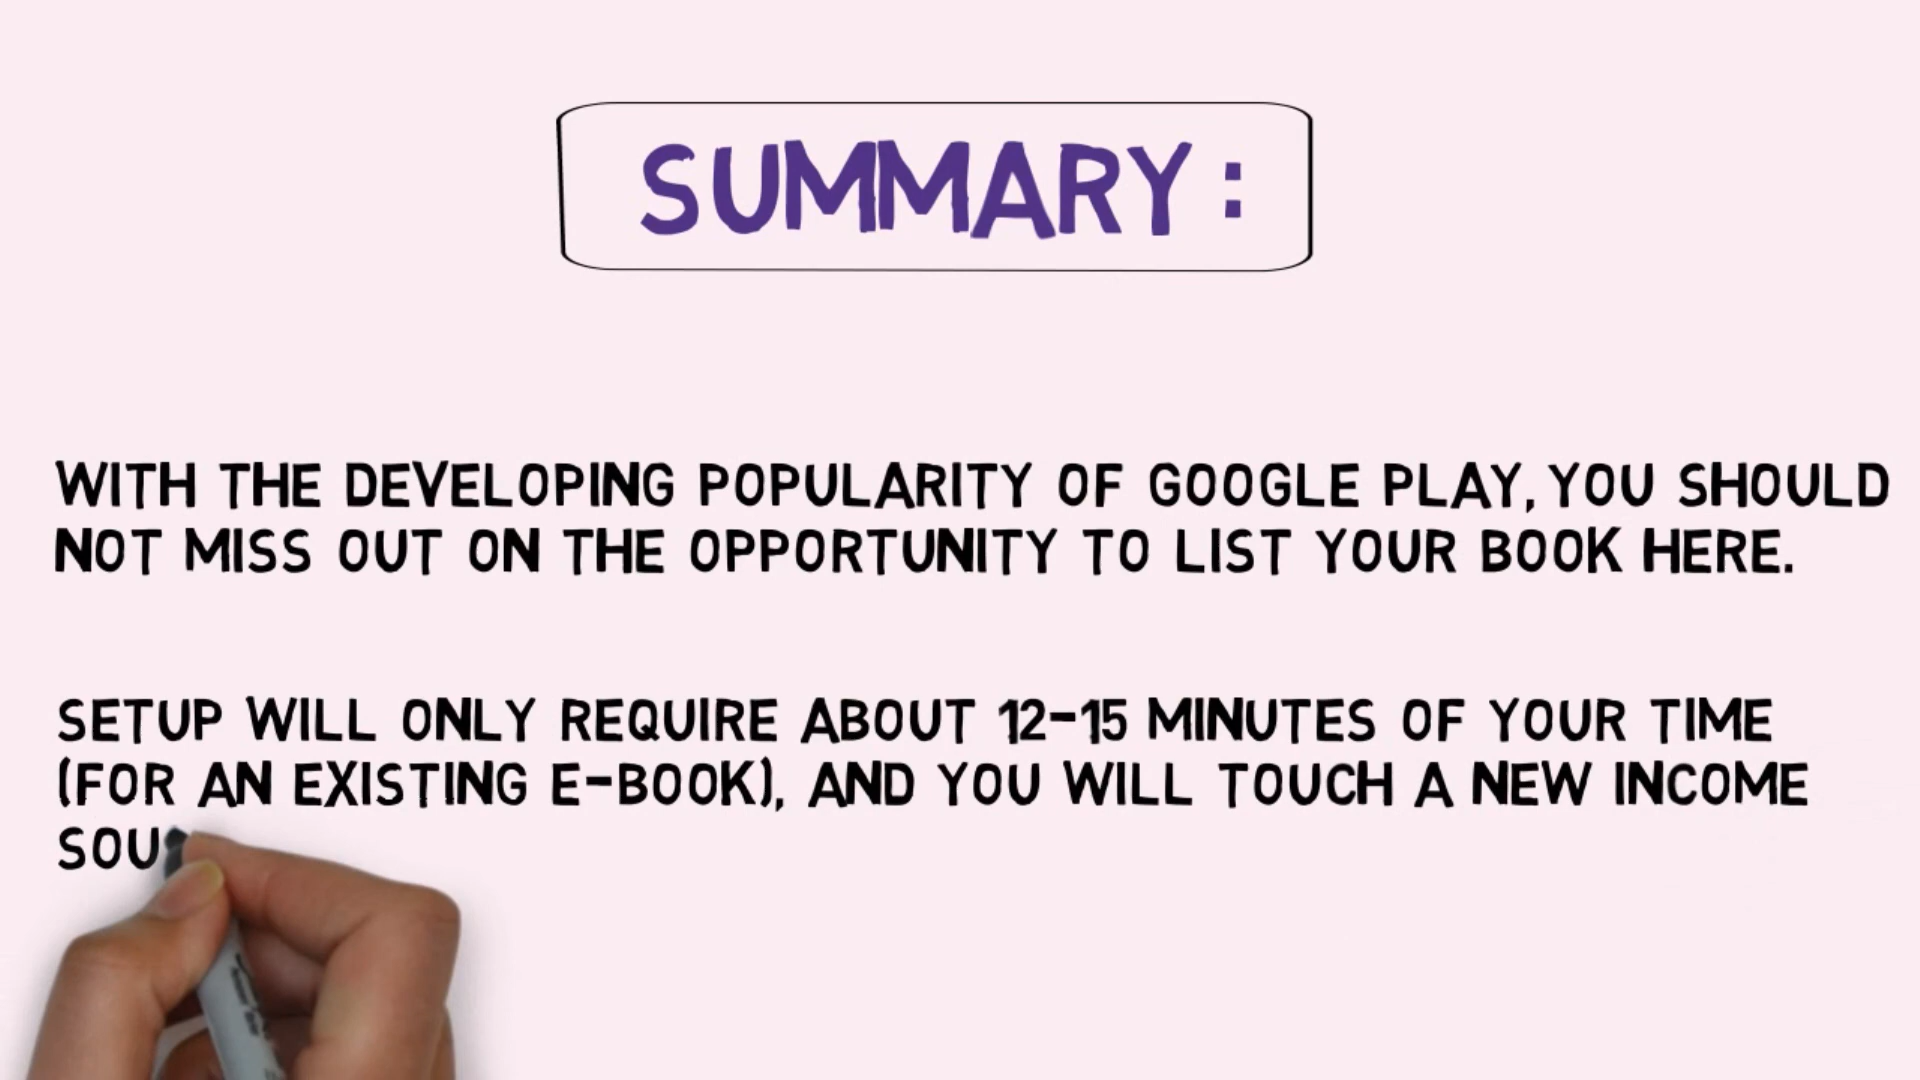 SUMMARY :
WITH THE DEVELOPING POPULARITY OF GOOGLE PLAY, YOU SHOULD
NOT MISS OUT ON THE OPPORTUNITY TO LIST YOUR BOOK HERE.
SETUP WILL ONLY REQUIRE ABOUT 12-15 MINUTES OF YOUR TIME
(FOR AN EXISTING E-BOOK), AND YOU WILL TOUCH A NEW INCOME
SOU